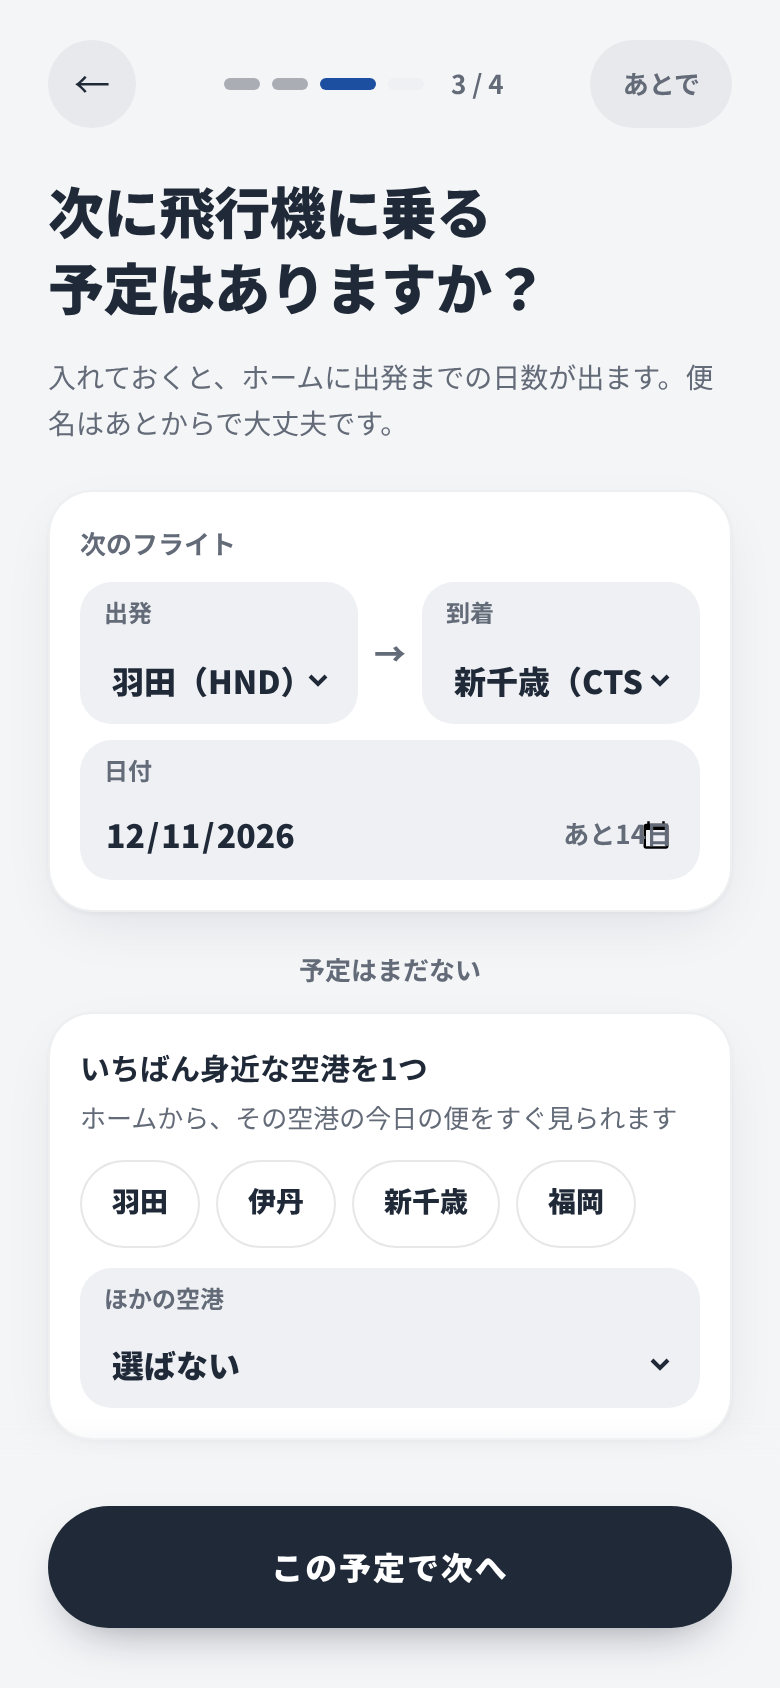 ← 3 / 4 あとで
次に飛行機に乗る
予定はありますか？
入れておくと、ホームに出発までの日数が出ます。便
名はあとからで大丈夫です。
次のフライト
出発
羽田（HND）
→
到着
新千歳（CTS
日付
12/11/2026
あと14日
予定はまだない
いちばん身近な空港を1つ
ホームから、その空港の今日の便をすぐ見られます
羽田 伊丹 新千歳 福岡
ほかの空港
選ばない
この予定で次へ